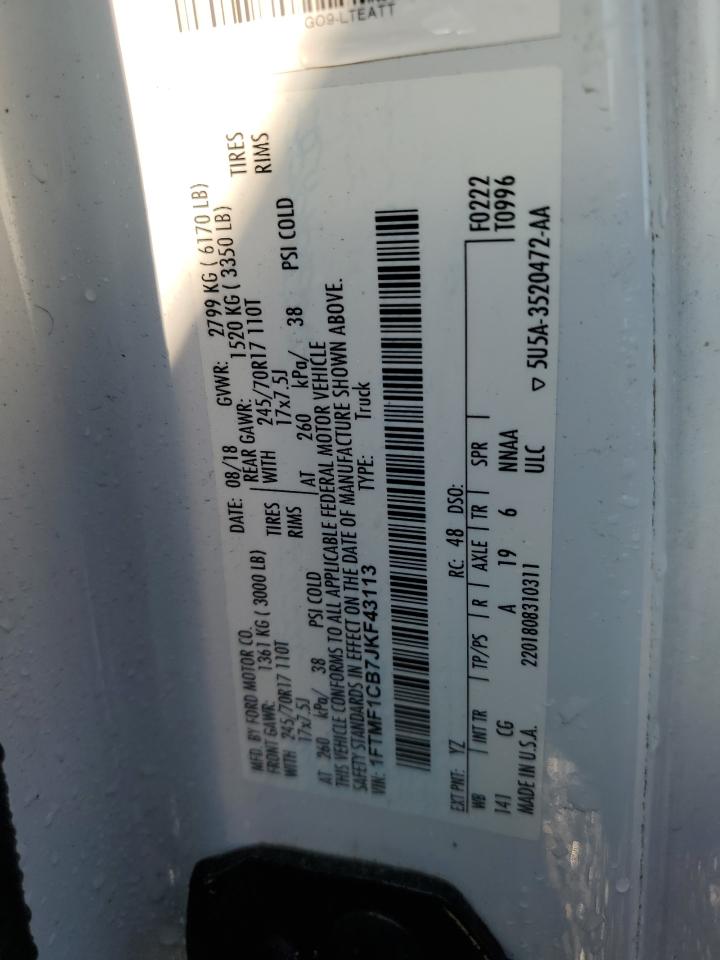 GO9-LTEATT
MFD. BY FORD MOTOR CO. DATE: 08/18 GVWR: 2799 KG ( 6170 LB)
FRONT GAWR: 1361 KG ( 3000 LB) REAR GAWR: 1520 KG ( 3350 LB)
WITH 245/70R17 110T TIRES WITH 245/70R17 110T TIRES
17x7.5J RIMS 17x7.5J RIMS
AT 260 kPa/ 38 PSI COLD AT 260 kPa/ 38 PSI COLD
THIS VEHICLE CONFORMS TO ALL APPLICABLE FEDERAL MOTOR VEHICLE
SAFETY STANDARDS IN EFFECT ON THE DATE OF MANUFACTURE SHOWN ABOVE.
VIN: 1FTMF1CB7JKF43113 TYPE: Truck
EXT PNT: YZ RC: 48 DSO: F0222
WB INT TR TP/PS R AXLE TR SPR T0996
141 CG A 19 6 NNAA
MADE IN U.S.A. 2201808310311 ULC ▽ 5U5A-3520472-AA